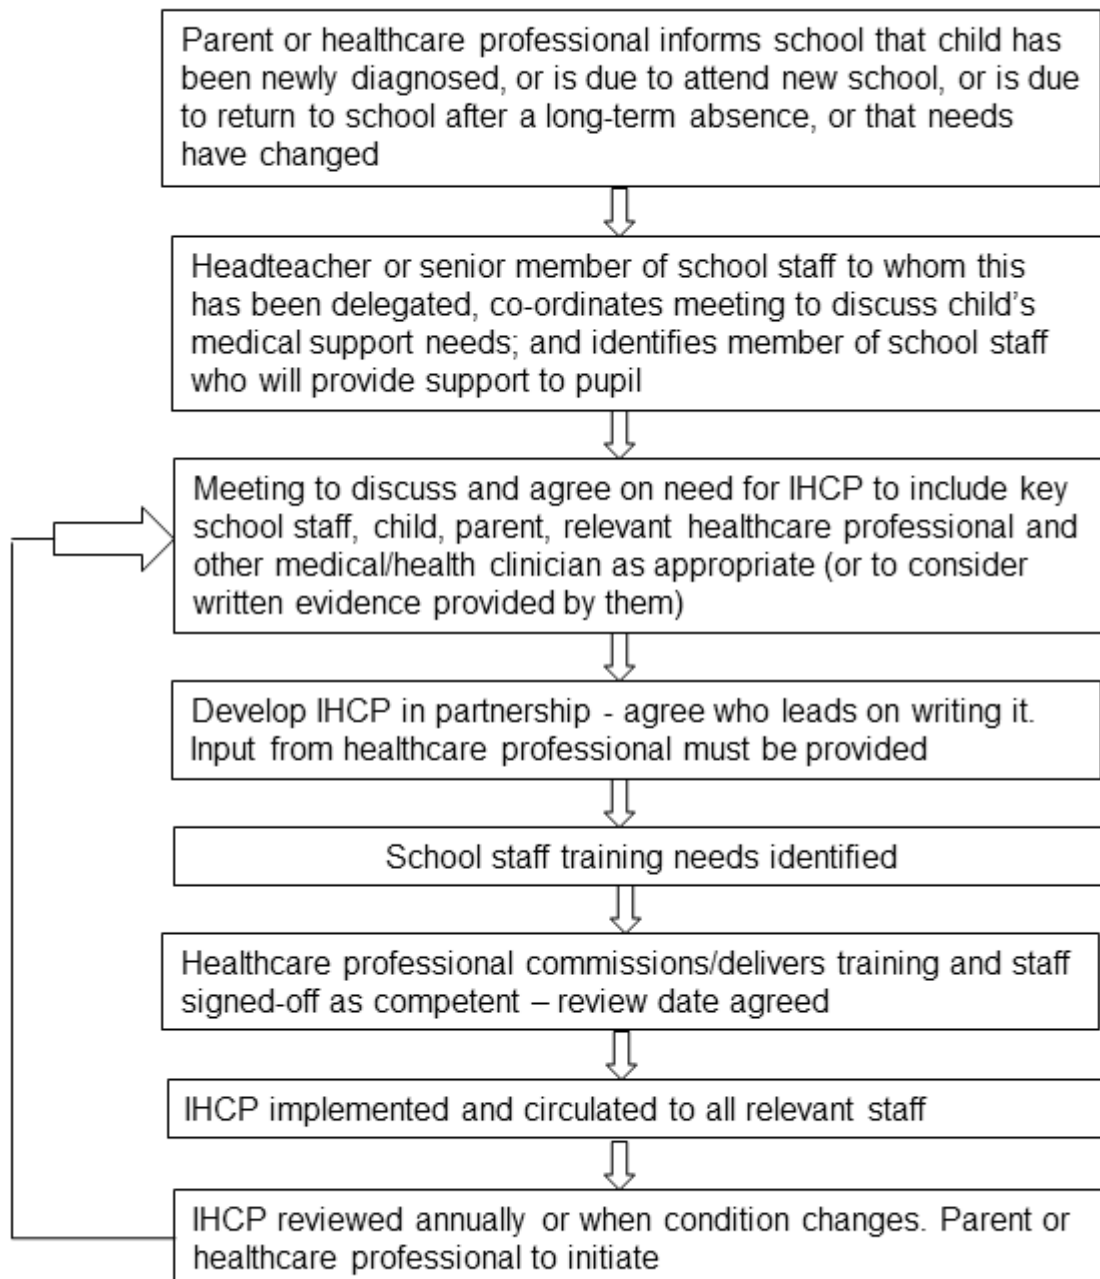 Parent or healthcare professional informs school that child has
been newly diagnosed, or is due to attend new school, or is due
to return to school after a long-term absence, or that needs
have changed
Headteacher or senior member of school staff to whom this
has been delegated, co-ordinates meeting to discuss child's
medical support needs; and identifies member of school staff
who will provide support to pupil
Meeting to discuss and agree on need for IHCP to include key
school staff, child, parent, relevant healthcare professional and
other medical/health clinician as appropriate (or to consider
written evidence provided by them)
Develop IHCP in partnership - agree who leads on writing it.
Input from healthcare professional must be provided
School staff training needs identified
Healthcare professional commissions/delivers training and staff
signed-off as competent – review date agreed
IHCP implemented and circulated to all relevant staff
IHCP reviewed annually or when condition changes. Parent or
healthcare professional to initiate